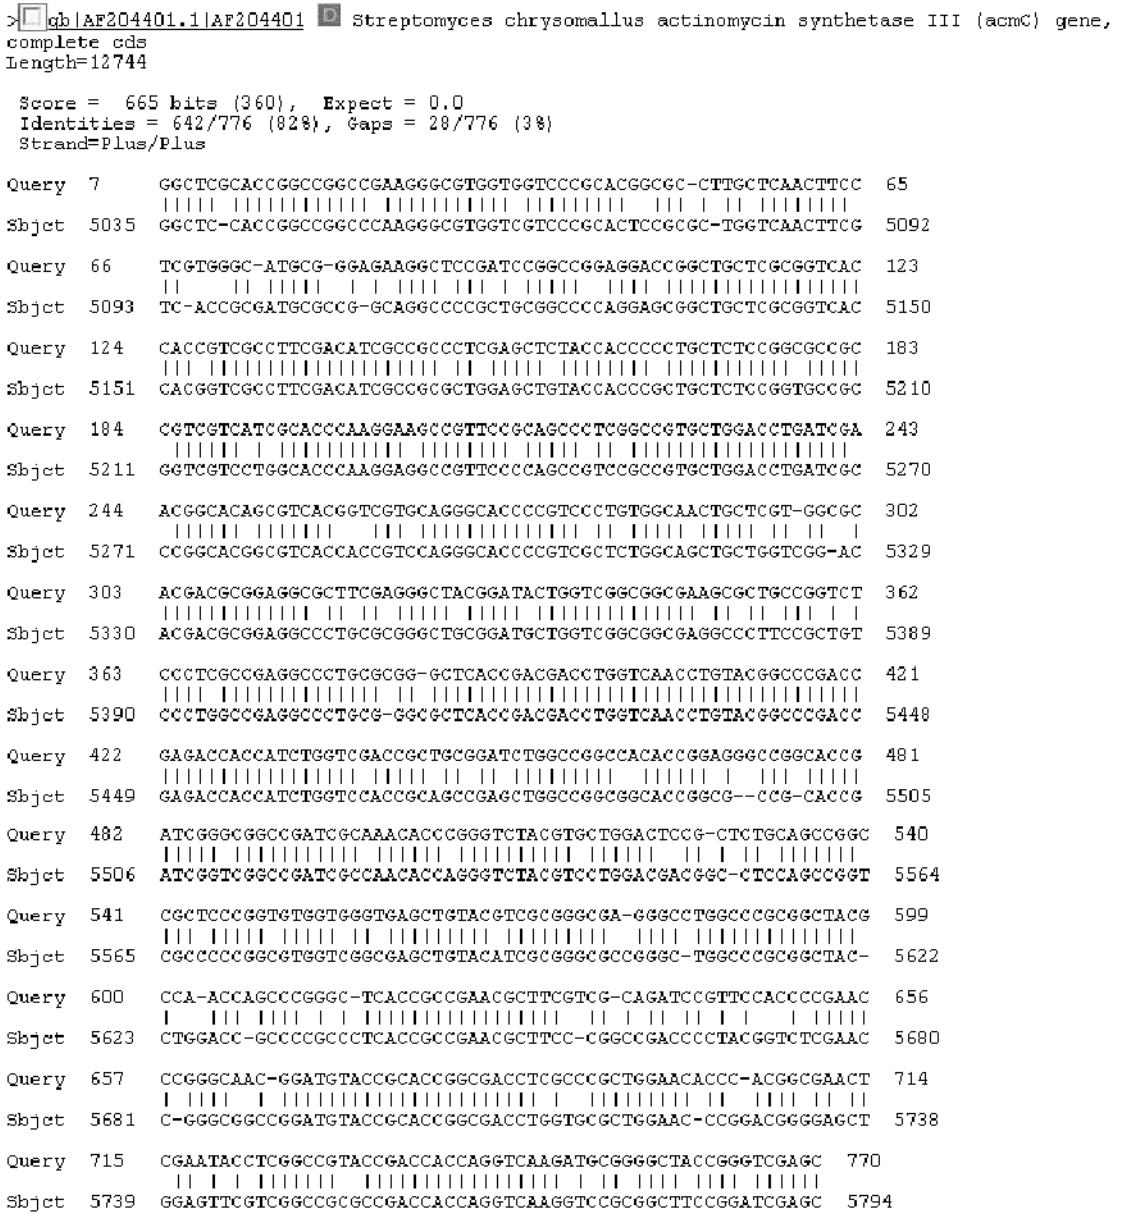 >gb|AF204401.1|AF204401 D Streptomyces chrysomallus actinomycin synthetase III (acmC) gene,
complete cds
Length=12744
Score = 665 bits (360), Expect = 0.0
Identities = 642/776 (82%), Gaps = 28/776 (3%)
Strand=Plus/Plus
Query 7 GGCTCGCACCGGCCGGCCGAAGGGCGTGGTGGTCCCGCACGGCGC-CTTGCTCAACTTCC 65
Sbjct 5035 GGCTC-CACCGGCCGGCCCAAGGGCGTGGTCGTCCCGCACTCCGCGC-TGGTCAACTTCG 5092
Query 66 TCGTGGGC-ATGCG-GGAGAAGGCTCCGATCCGGCCGGAGGACCGGCTGCTCGCGGTCAC 123
Sbjct 5093 TC-ACCGCGATGCGCCG-GCAGGCCCCGCTGCGGCCCCAGGAGCGGCTGCTCGCGGTCAC 5150
Query 124 CACCGTCGCCTTCGACATCGCCGCCCTCGAGCTCTACCACCCCCTGCTCTCCGGCGCCGC 183
Sbjct 5151 CACGGTCGCCTTCGACATCGCCGCGCTGGAGCTGTACCACCCGCTGCTCTCCGGTGCCGC 5210
Query 184 CGTCGTCATCGCACCCAAGGAAGCCGTTCCGCAGCCCTCGGCCGTGCTGGACCTGATCGA 243
Sbjct 5211 GGTCGTCCTGGCACCCAAGGAGGCCGTTCCCCAGCCGTCCGCCGTGCTGGACCTGATCGC 5270
Query 244 ACGGCACAGCGTCACGGTCGTGCAGGGCACCCCGTCCCTGTGGCAACTGCTCGT-GGCGC 302
Sbjct 5271 CCGGCACGGCGTCACCACCGTCCAGGGCACCCCGTCGCTCTGGCAGCTGCTGGTCGG-AC 5329
Query 303 ACGACGCGGAGGCGCTTCGAGGGCTACGGATACTGGTCGGCGGCGAAGCGCTGCCGGTCT 362
Sbjct 5330 ACGACGCGGAGGCCCTGCGCGGGCTGCGGATGCTGGTCGGCGGCGAGGCCCTTCCGCTGT 5389
Query 363 CCCTCGCCGAGGCCCTGCGCGG-GCTCACCGACGACCTGGTCAACCTGTACGGCCCGACC 421
Sbjct 5390 CCCTGGCCGAGGCCCTGCG-GGCGCTCACCGACGACCTGGTCAACCTGTACGGCCCGACC 5448
Query 422 GAGACCACCATCTGGTCGACCGCTGCGGATCTGGCCGGCCACACCGGAGGGCCGGCACCG 481
Sbjct 5449 GAGACCACCATCTGGTCCACCGCAGCCGAGCTGGCCGGCGGCACCGGCG--CCG-CACCG 5505
Query 482 ATCGGGCGGCCGATCGCAAACACCCGGGTCTACGTGCTGGACTCCG-CTCTGCAGCCGGC 540
Sbjct 5506 ATCGGTCGGCCGATCGCCAACACCAGGGTCTACGTCCTGGACGACGGC-CTCCAGCCGGT 5564
Query 541 CGCTCCCGGTGTGGTGGGTGAGCTGTACGTCGCGGGCGA-GGGCCTGGCCCGCGGCTACG 599
Sbjct 5565 CGCCCCCGGCGTGGTCGGCGAGCTGTACATCGCGGGCGCCGGGC-TGGCCCGCGGCTAC- 5622
Query 600 CCA-ACCAGCCCGGGC-TCACCGCCGAACGCTTCGTCG-CAGATCCGTTCCACCCCGAAC 656
Sbjct 5623 CTGGACC-GCCCCGCCCTCACCGCCGAACGCTTCC-CGGCCGACCCCTACGGTCTCGAAC 5680
Query 657 CCGGGCAAC-GGATGTACCGCACCGGCGACCTCGCCCGCTGGAACACCC-ACGGCGAACT 714
Sbjct 5681 C-GGGCGGCCGGATGTACCGCACCGGCGACCTGGTGCGCTGGAAC-CCGGACGGGGAGCT 5738
Query 715 CGAATACCTCGGCCGTACCGACCACCAGGTCAAGATGCGGGGCTACCGGGTCGAGC 770
Sbjct 5739 GGAGTTCGTCGGCCGCGCCGACCACCAGGTCAAGGTCCGCGGCTTCCGGATCGAGC 5794